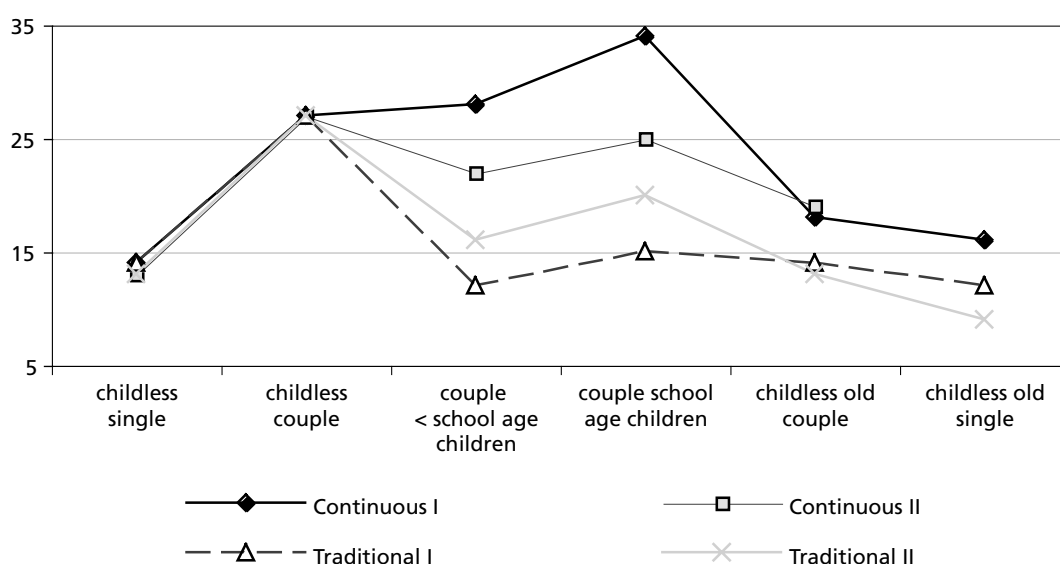 35
25
15
5
childless
single
childless
couple
couple
< school age
children
couple school
age children
childless old
couple
childless old
single
Continuous I
Continuous II
Traditional I
Traditional II